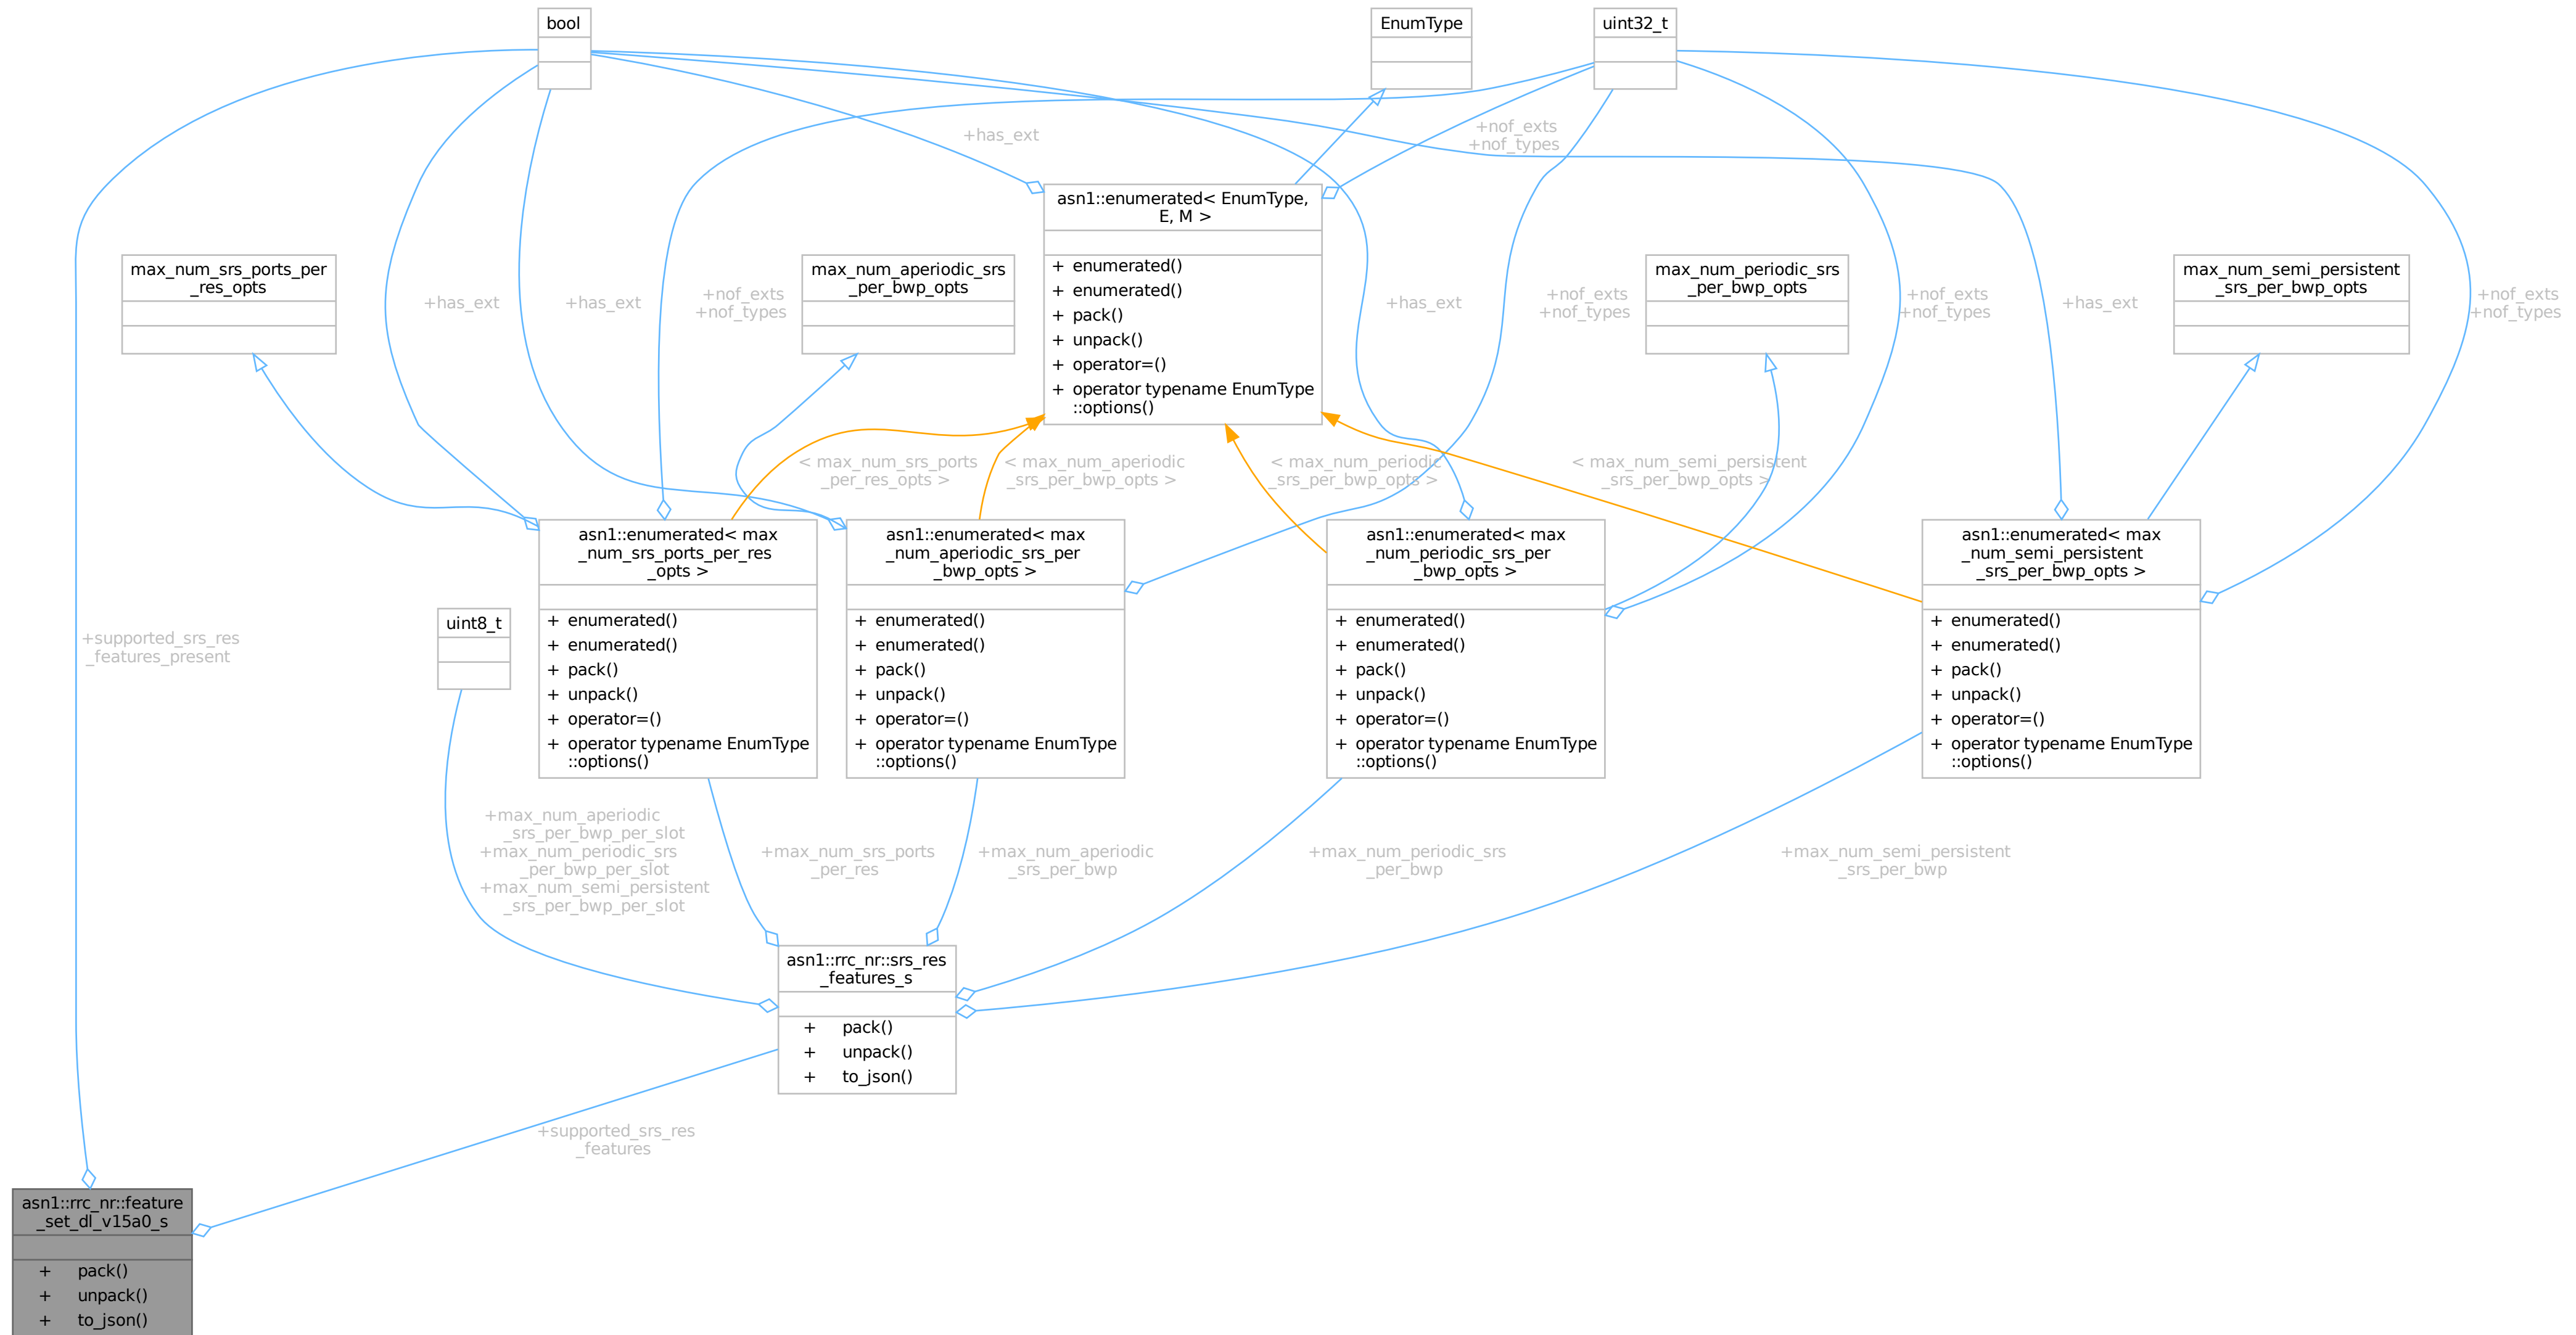 bool
EnumType
uint32_t
+has_ext
+nof_exts
+nof_types
asn1::enumerated< EnumType,
E, M >
+ enumerated()
+ enumerated()
+ pack()
+ unpack()
+ operator=()
+ operator typename EnumType
::options()
max_num_srs_ports_per
_res_opts
max_num_aperiodic_srs
_per_bwp_opts
max_num_periodic_srs
_per_bwp_opts
max_num_semi_persistent
_srs_per_bwp_opts
+has_ext
+has_ext
+nof_exts
+nof_types
+has_ext
+nof_exts
+nof_types
+nof_exts
+nof_types
+has_ext
+nof_exts
+nof_types
< max_num_srs_ports
_per_res_opts >
< max_num_aperiodic
_srs_per_bwp_opts >
< max_num_periodic
_srs_per_bwp_opts >
< max_num_semi_persistent
_srs_per_bwp_opts >
asn1::enumerated< max
_num_srs_ports_per_res
_opts >
+ enumerated()
+ enumerated()
+ pack()
+ unpack()
+ operator=()
+ operator typename EnumType
::options()
asn1::enumerated< max
_num_aperiodic_srs_per
_bwp_opts >
+ enumerated()
+ enumerated()
+ pack()
+ unpack()
+ operator=()
+ operator typename EnumType
::options()
asn1::enumerated< max
_num_periodic_srs_per
_bwp_opts >
+ enumerated()
+ enumerated()
+ pack()
+ unpack()
+ operator=()
+ operator typename EnumType
::options()
asn1::enumerated< max
_num_semi_persistent
_srs_per_bwp_opts >
+ enumerated()
+ enumerated()
+ pack()
+ unpack()
+ operator=()
+ operator typename EnumType
::options()
uint8_t
+supported_srs_res
_features_present
+max_num_aperiodic
_srs_per_bwp_per_slot
+max_num_periodic_srs
_per_bwp_per_slot
+max_num_semi_persistent
_srs_per_bwp_per_slot
+max_num_srs_ports
_per_res
+max_num_aperiodic
_srs_per_bwp
+max_num_periodic_srs
_per_bwp
+max_num_semi_persistent
_srs_per_bwp
asn1::rrc_nr::srs_res
_features_s
+ pack()
+ unpack()
+ to_json()
+supported_srs_res
_features
asn1::rrc_nr::feature
_set_dl_v15a0_s
+ pack()
+ unpack()
+ to_json()